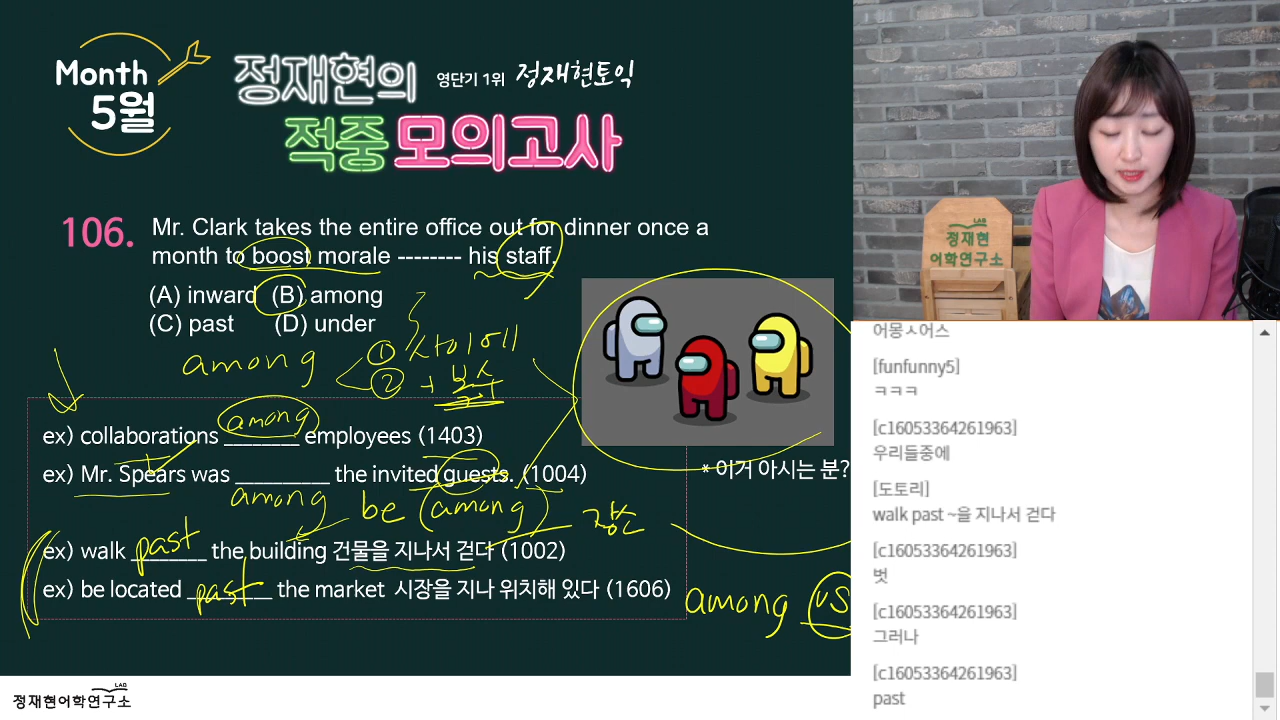 Month
5월
정재현의
영단기 1위 정재현토익
적중 모의고사
106. Mr. Clark takes the entire office out for dinner once a
month to boost morale -------- his staff.
(A) inward (B) among
(C) past (D) under
among ① 사이에
② + 복수
ex) collaborations among employees (1403)
ex) Mr. Spears was __________ the invited guests. (1004)
among be (among) 장소
ex) walk past the building 건물을 지나서 걷다 (1002)
ex) be located past the market 시장을 지나 위치해 있다 (1606)
* 이거 아시는 분?
among vs
정재현어학연구소
LAB
LAB
정재현
어학연구소
어몽ㅅ어스
[funfunny5]
ㅋㅋㅋ
[c16053364261963]
우리들중에
[도토리]
walk past ~을 지나서 걷다
[c16053364261963]
벗
[c16053364261963]
그러나
[c16053364261963]
past